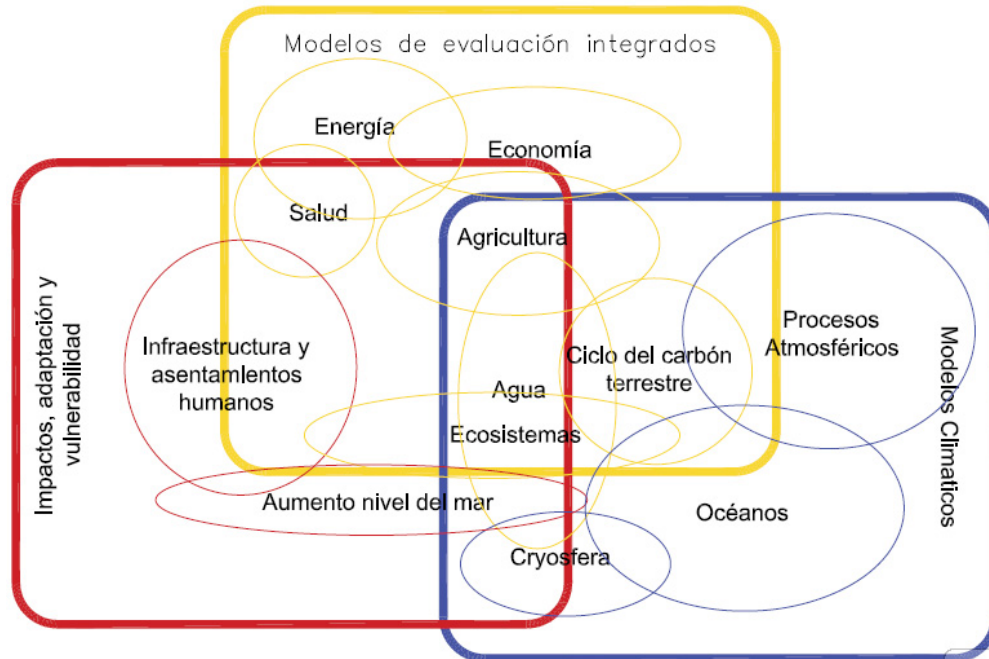 Modelos de evaluación integrados
Energía
Economía
Salud
Agricultura
Impactos, adaptación y
vulnerabilidad
Infraestructura y
asentamientos
humanos
Procesos
Atmosféricos
Modelos Climaticos
Ciclo del carbón
terrestre
Agua
Ecosistemas
Aumento nivel del mar
Océanos
Cryosfera